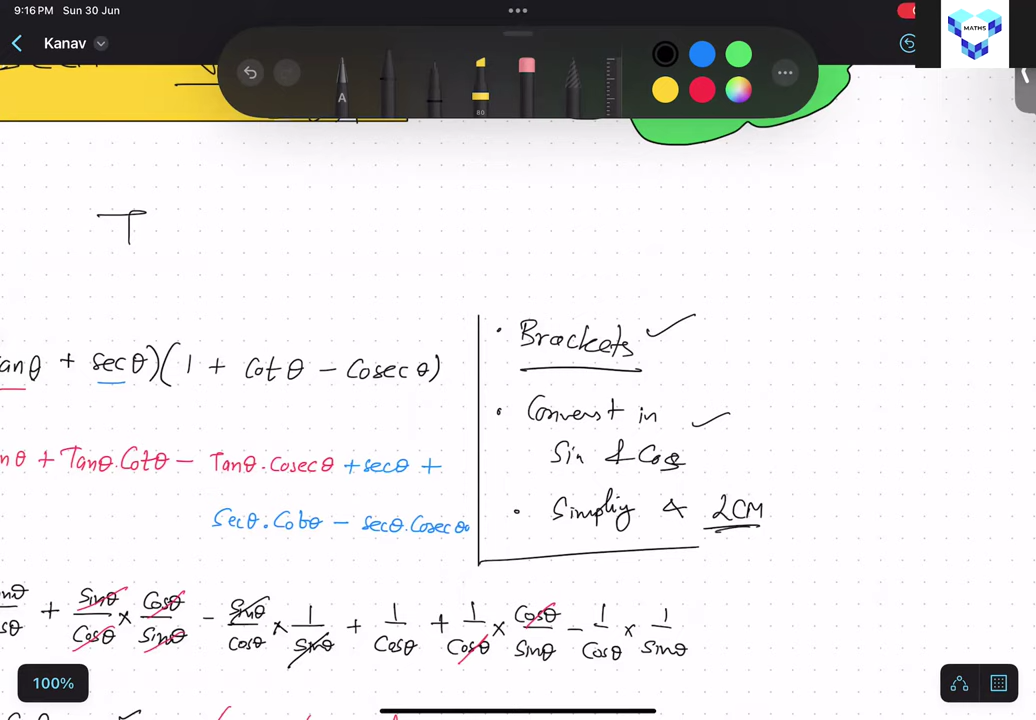 9:16 PM Sun 30 Jun
MATHS
Kanav
A
80
T
anθ + secθ)(1 + Cotθ - Cosecθ)
• Brackets ✓
• Convert in ✓
Sin & Cos
• Simpliy & LCM
nθ + Tanθ.Cotθ - Tanθ.Cosecθ + secθ +
Secθ.Cotθ - secθ.Cosecθ
+ Sinθ/Cosθ × Cosθ/Sinθ - Sinθ/Cosθ × 1/Sinθ + 1/Cosθ + 1/Cosθ × Cosθ/Sinθ - 1/Cosθ × 1/Sinθ
100%